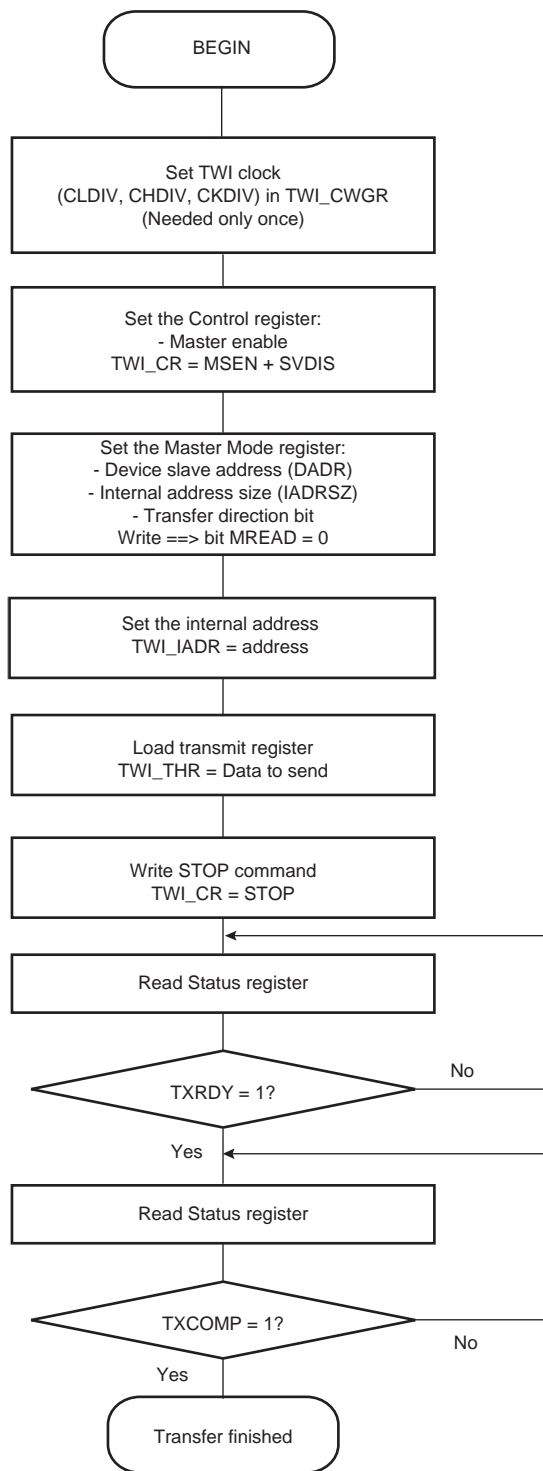 BEGIN
Set TWI clock
(CLDIV, CHDIV, CKDIV) in TWI_CWGR
(Needed only once)
Set the Control register:
- Master enable
TWI_CR = MSEN + SVDIS
Set the Master Mode register:
- Device slave address (DADR)
- Internal address size (IADRSZ)
- Transfer direction bit
Write ==> bit MREAD = 0
Set the internal address
TWI_IADR = address
Load transmit register
TWI_THR = Data to send
Write STOP command
TWI_CR = STOP
Read Status register
No
TXRDY = 1?
Yes
Read Status register
TXCOMP = 1?
No
Yes
Transfer finished